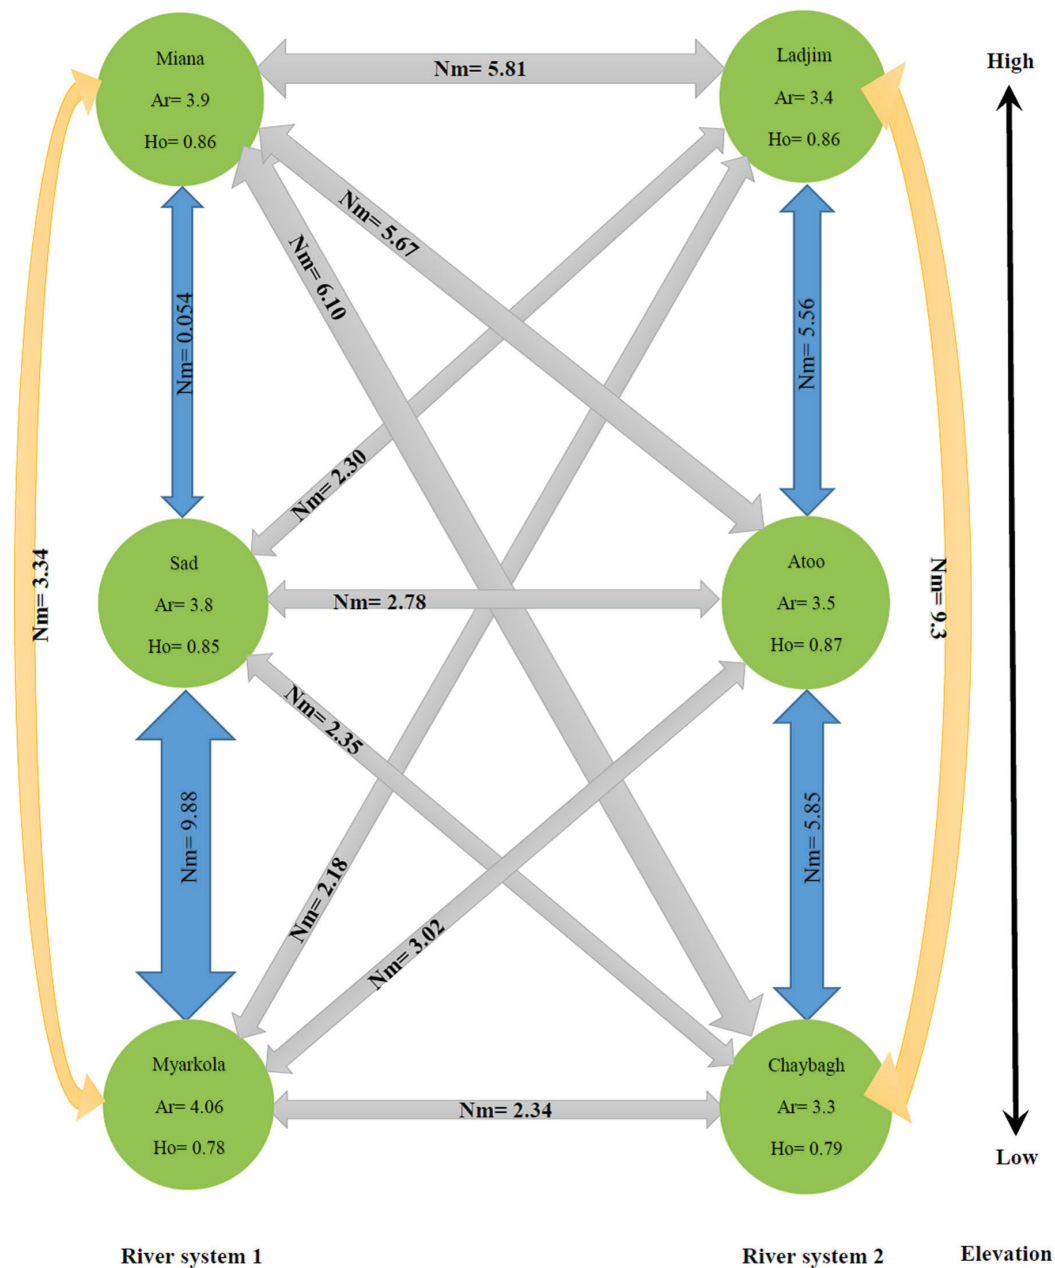 Miana
Ar= 3.9
Ho= 0.86
Nm= 5.81
Ladjim
Ar= 3.4
Ho= 0.86
High
Nm= 5.67
Nm= 6.10
Nm= 0.054
Nm= 5.56
Nm= 2.30
Nm= 3.34
Sad
Ar= 3.8
Ho= 0.85
Nm= 2.78
Atoo
Ar= 3.5
Ho= 0.87
Nm= 9.3
Nm= 2.35
Nm= 9.88
Nm= 5.85
Nm= 2.18
Nm= 3.02
Myarkola
Ar= 4.06
Ho= 0.78
Nm= 2.34
Chaybagh
Ar= 3.3
Ho= 0.79
Low
River system 1
River system 2
Elevation